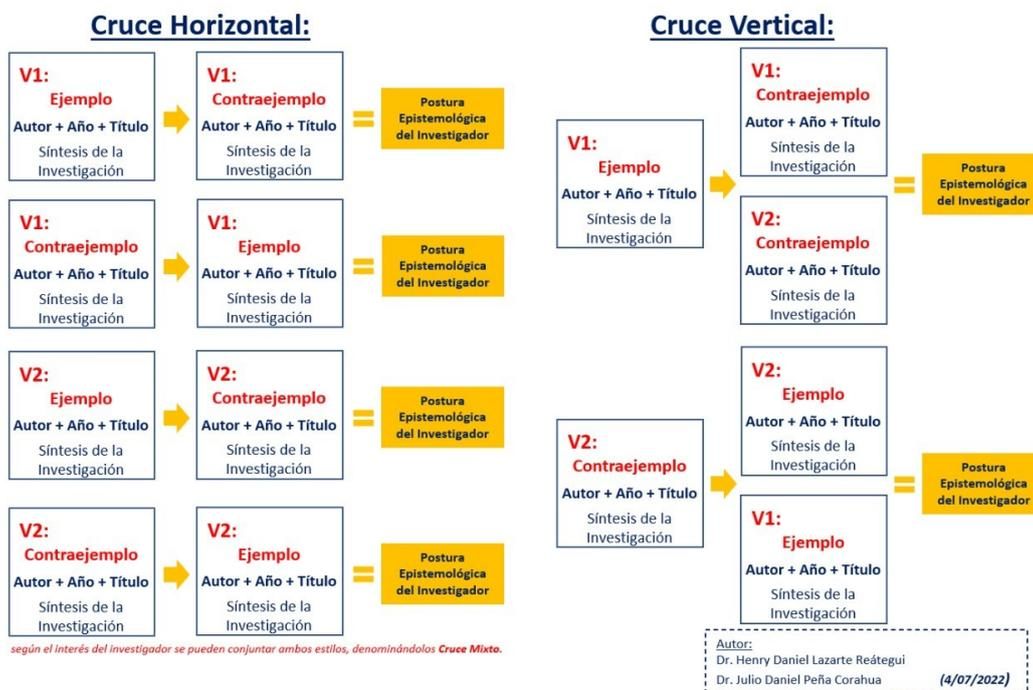 Cruce Horizontal:
V1:
Ejemplo
Autor + Año + Título
Síntesis de la
Investigación
V1:
Contraejemplo
Autor + Año + Título
Síntesis de la
Investigación
Postura
Epistemológica
del Investigador
V1:
Contraejemplo
Autor + Año + Título
Síntesis de la
Investigación
V1:
Ejemplo
Autor + Año + Título
Síntesis de la
Investigación
Postura
Epistemológica
del Investigador
V2:
Ejemplo
Autor + Año + Título
Síntesis de la
Investigación
V2:
Contraejemplo
Autor + Año + Título
Síntesis de la
Investigación
Postura
Epistemológica
del Investigador
V2:
Contraejemplo
Autor + Año + Título
Síntesis de la
Investigación
V2:
Ejemplo
Autor + Año + Título
Síntesis de la
Investigación
Postura
Epistemológica
del Investigador
según el interés del investigador se pueden conjuntar ambos estilos, denominándolos Cruce Mixto.
Cruce Vertical:
V1:
Ejemplo
Autor + Año + Título
Síntesis de la
Investigación
V1:
Contraejemplo
Autor + Año + Título
Síntesis de la
Investigación
V2:
Contraejemplo
Autor + Año + Título
Síntesis de la
Investigación
Postura
Epistemológica
del Investigador
V2:
Contraejemplo
Autor + Año + Título
Síntesis de la
Investigación
V2:
Ejemplo
Autor + Año + Título
Síntesis de la
Investigación
V1:
Ejemplo
Autor + Año + Título
Síntesis de la
Investigación
Postura
Epistemológica
del Investigador
Autor:
Dr. Henry Daniel Lazarte Reátegui
Dr. Julio Daniel Peña Corahua (4/07/2022)